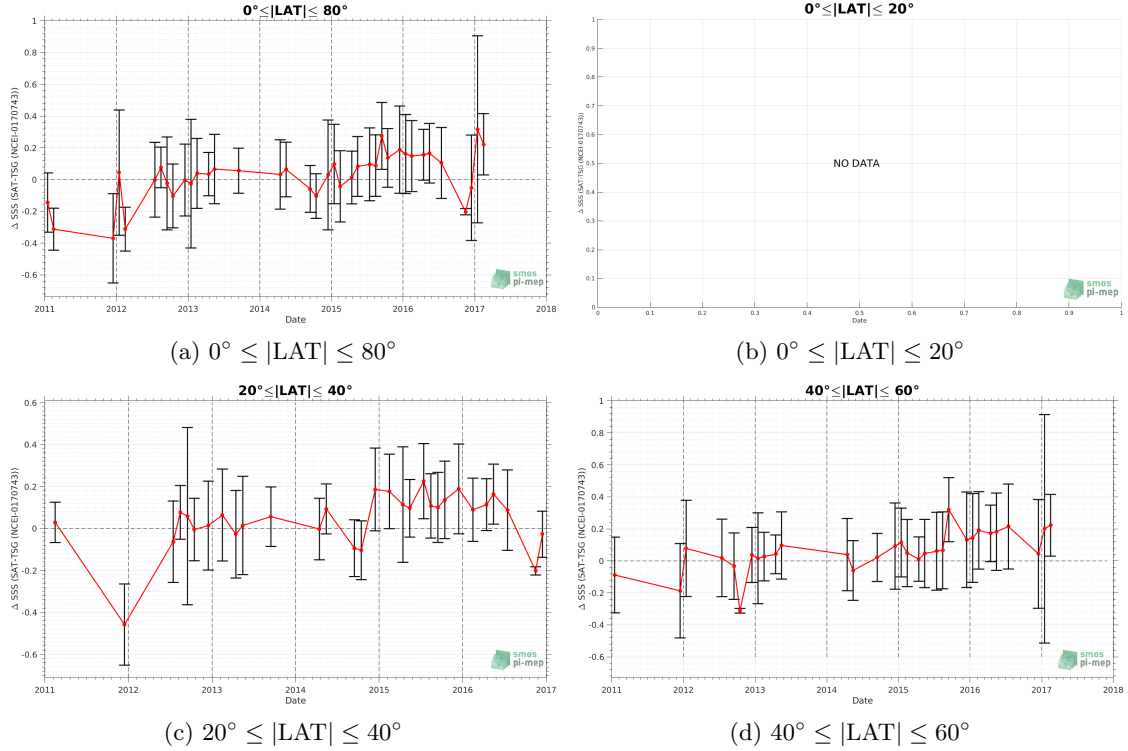 0°≤|LAT|≤ 80°
Δ SSS (SAT-TSG (NCEI-0170743))
1
0.8
0.6
0.4
0.2
0
-0.2
-0.4
-0.6
2011 2012 2013 2014 2015 2016 2017 2018
Date
smos
pi-mep
(a) 0° ≤ |LAT| ≤ 80°
0°≤|LAT|≤ 20°
Δ SSS (SAT-TSG (NCEI-0170743))
1
0.9
0.8
0.7
0.6
0.5
0.4
0.3
0.2
0.1
0
NO DATA
0 0.1 0.2 0.3 0.4 0.5 0.6 0.7 0.8 0.9 1
Date
smos
pi-mep
(b) 0° ≤ |LAT| ≤ 20°
20°≤|LAT|≤ 40°
Δ SSS (SAT-TSG (NCEI-0170743))
0.6
0.4
0.2
0
-0.2
-0.4
-0.6
2011 2012 2013 2014 2015 2016 2017
Date
smos
pi-mep
(c) 20° ≤ |LAT| ≤ 40°
40°≤|LAT|≤ 60°
Δ SSS (SAT-TSG (NCEI-0170743))
1
0.8
0.6
0.4
0.2
0
-0.2
-0.4
-0.6
2011 2012 2013 2014 2015 2016 2017 2018
Date
smos
pi-mep
(d) 40° ≤ |LAT| ≤ 60°